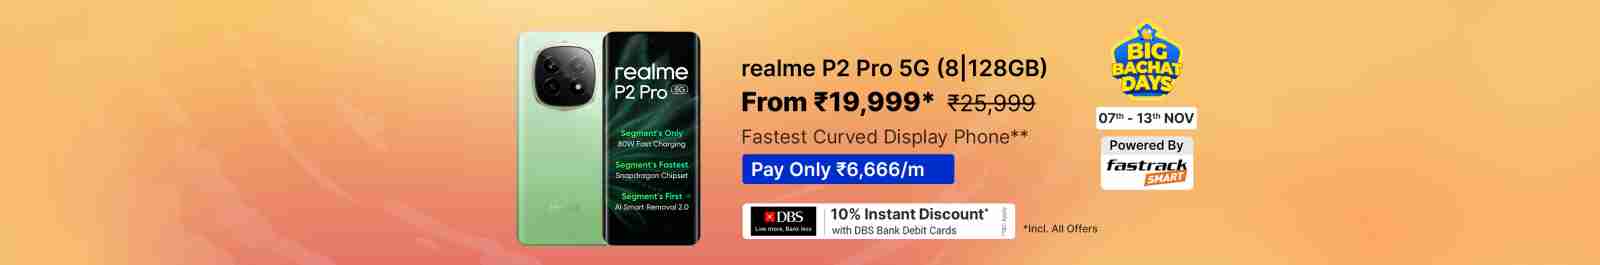 realme
P2 Pro 5G
Segment's Only
80W Fast Charging
Segment's Fastest
Snapdragon Chipset
Segment's First
AI Smart Removal 2.0
realme P2 Pro 5G (8|128GB)
From ₹19,999* ₹25,999
Fastest Curved Display Phone**
Pay Only ₹6,666/m
DBS
Live more, Bank less
10% Instant Discount*
with DBS Bank Debit Cards
*Incl. All Offers
BIG
BACHAT
DAYS
07th - 13th NOV
Powered By
fastrack
SMART